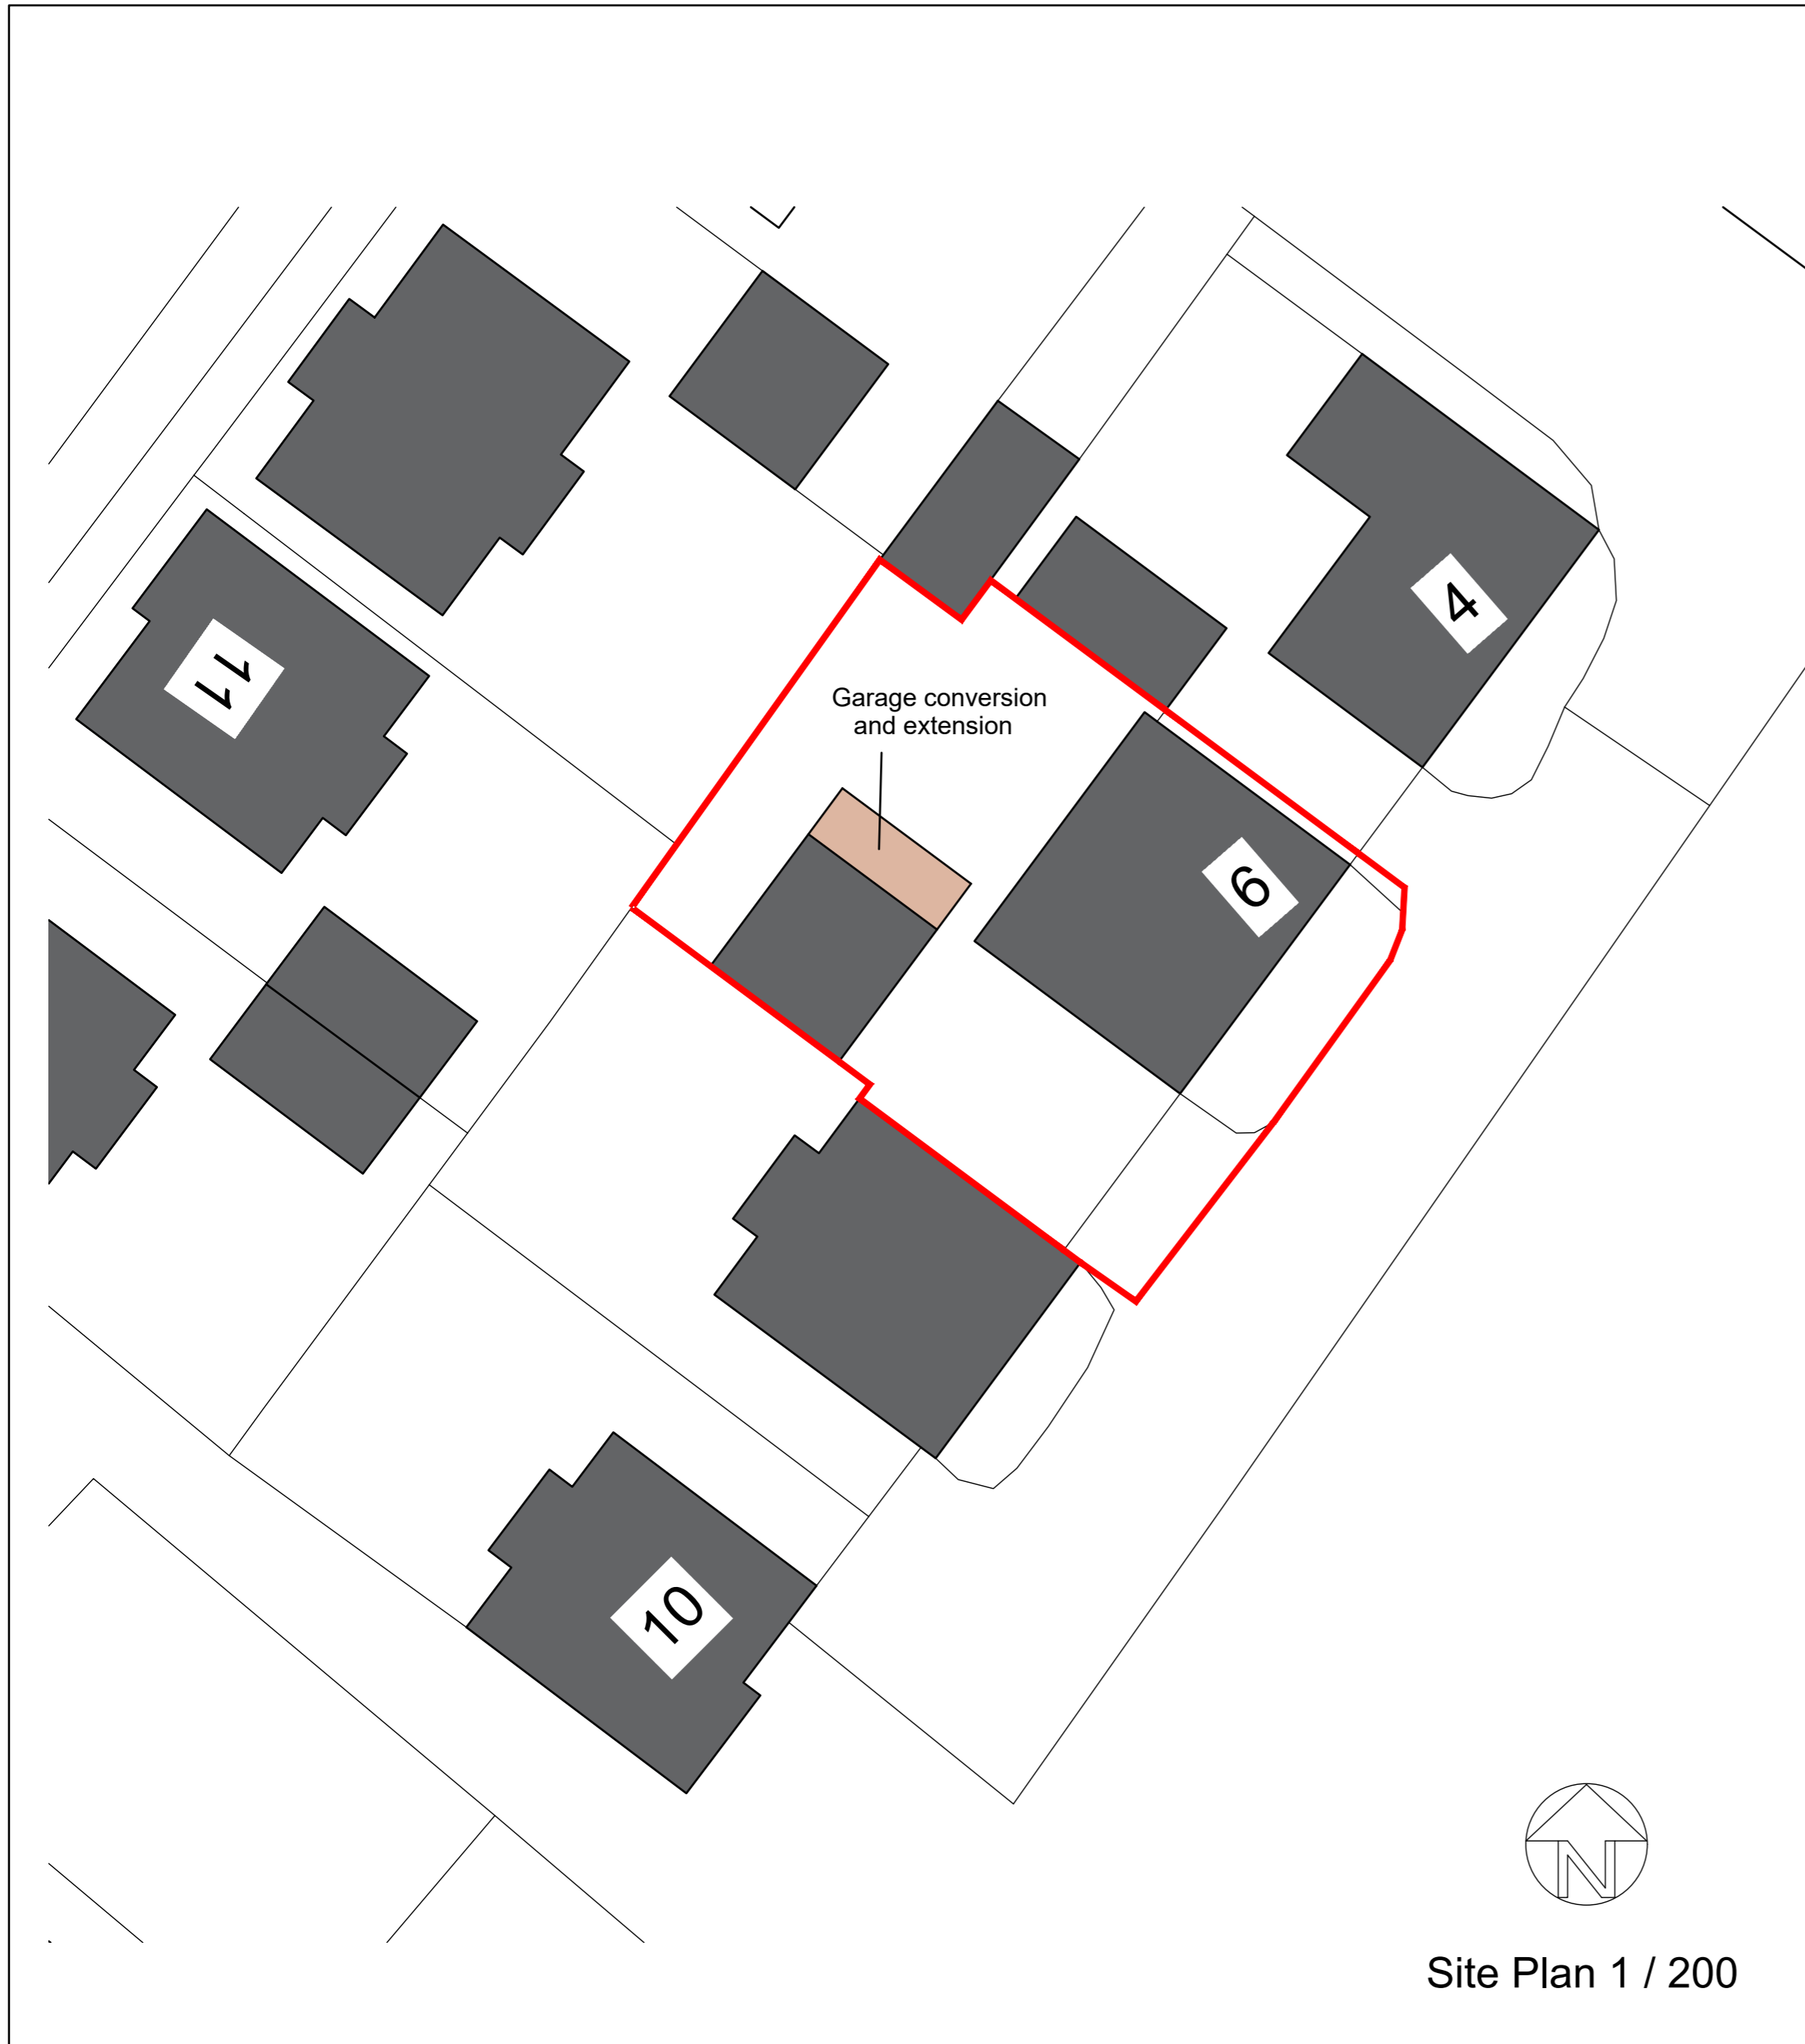 4
11
Garage conversion
and extension
6
10
N
Site Plan 1 / 200